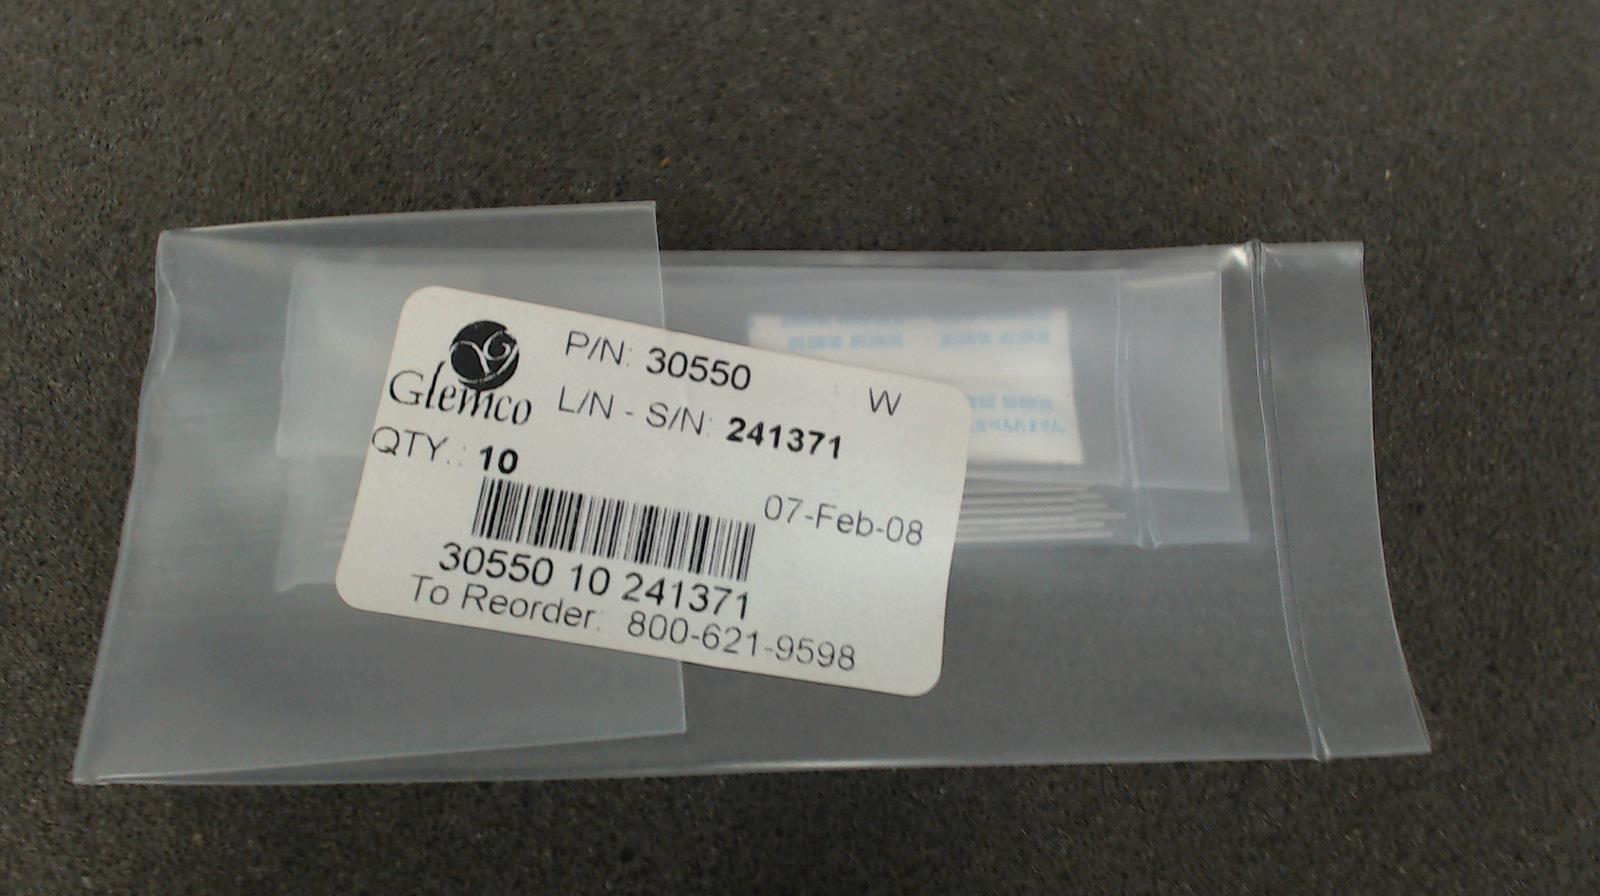 Glemco
P/N: 30550
W
L/N - S/N: 241371
QTY.: 10
07-Feb-08
30550 10 241371
To Reorder: 800-621-9598